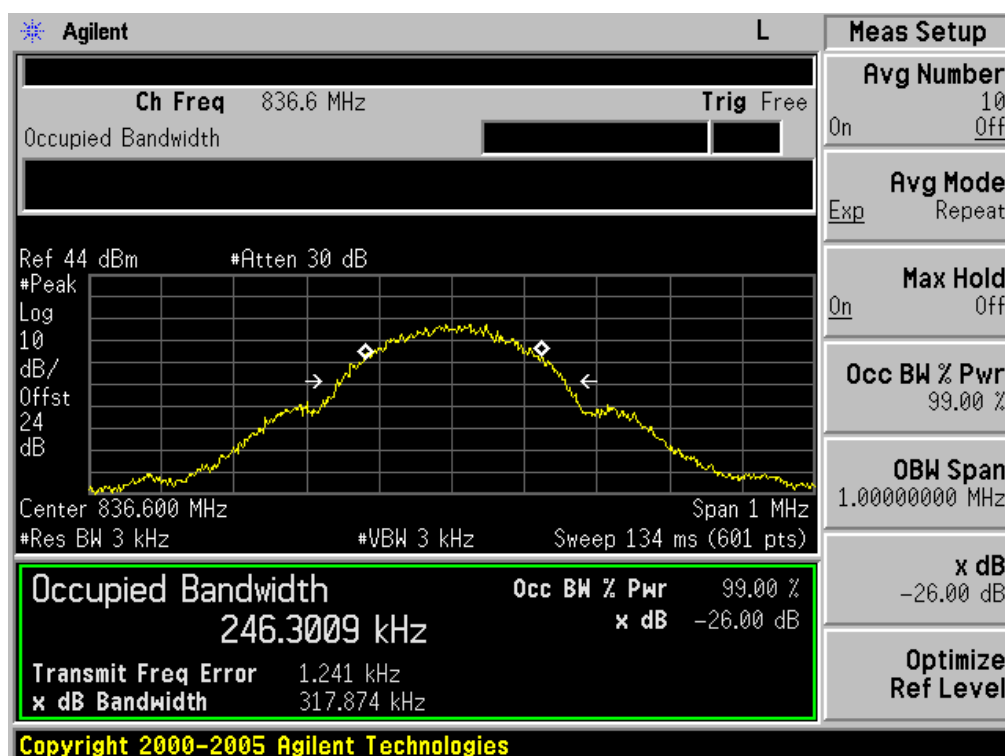 Agilent L
Ch Freq 836.6 MHz Trig Free
Occupied Bandwidth
Ref 44 dBm #Atten 30 dB
#Peak
Log
10
dB/
Offst
24
dB
Center 836.600 MHz Span 1 MHz
#Res BW 3 kHz #VBW 3 kHz Sweep 134 ms (601 pts)
Occupied Bandwidth Occ BW % Pwr 99.00 %
246.3009 kHz x dB -26.00 dB
Transmit Freq Error 1.241 kHz
x dB Bandwidth 317.874 kHz
Copyright 2000-2005 Agilent Technologies
Meas Setup
Avg Number
10
On Off
Avg Mode
Exp Repeat
Max Hold
On Off
Occ BW % Pwr
99.00 %
OBW Span
1.00000000 MHz
x dB
-26.00 dB
Optimize
Ref Level